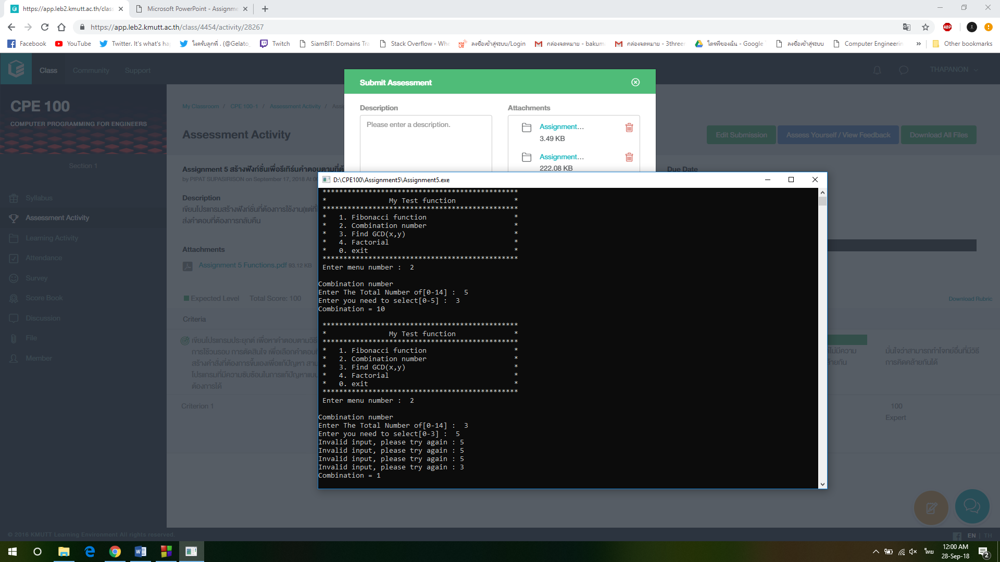 https://app.leb2.kmutt.ac.th/clas
Microsoft PowerPoint - Assignme
https://app.leb2.kmutt.ac.th/class/4454/activity/28267
ABP
Facebook
YouTube
Twitter. It's what's ha
ไดดรับลูกพี่ . (@Gelato_
Twitch
SiamBIT: Domains Tra
Stack Overflow - Whe
ลงชื่อเข้าสู่ระบบ/Login
กล่องจดหมาย - bakum
กล่องจดหมาย - 3threer
ไดรฟ์ของฉัน - Google
ลงชื่อเข้าสู่ระบบ
Computer Engineerin
»
Other bookmarks
Class
Community
Support
THAPANON
CPE 100
COMPUTER PROGRAMMING FOR ENGINEERS
Section 1
Syllabus
Assessment Activity
Learning Activity
Attendance
Survey
Score Book
Discussion
File
Member
My Classroom / CPE 100-1 / Assessment Activity / Assi
Assessment Activity
Edit Submission
Assess Yourself / View Feedback
Download All Files
Assignment 5 สร้างฟังก์ชั่นเพื่อรีเทิร์นคำตอบตามที่ต้
by PIPAT SUPASIRISON on September 17, 2018 At 0
Due Date
Description
เขียนโปรแกรมสร้างฟังก์ชั่นที่ต้องการใช้งาน(แต่ที่
ส่งคำตอบที่ต้องการกลับคืน
Attachments
Assignment 5 Functions.pdf 93.12 KB
Expected Level
Total Score: 100
Download Rubric
Criteria
เขียนโปรแกรมประยุกต์ เพื่อหาคำตอบตามวิธี
การใช้วนรอบ การตัดสินใจ เพื่อเลือกคำตอบที่
สร้างคำสั่งที่ต้องการขึ้นเองเพื่อแก้ปัญหา สาม
โปรแกรมที่มีความซับซ้อนในการแก้ปัญหาแบบ
ต้องการได้
มั่นใจว่าสามารถทำโจทย์อื่นที่มีวิธี
การคิดคล้ายกันได้
Criterion 1
100
Expert
Submit Assessment
Description
Please enter a description.
Attachments
Assignment...
3.49 KB
Assignment...
222.08 KB
D:\CPE100\Assignment5\Assignment5.exe
***********************************************
* My Test function *
***********************************************
* 1. Fibonacci function *
* 2. Combination number *
* 3. Find GCD(x,y) *
* 4. Factorial *
* 0. exit *
***********************************************
Enter menu number : 2
Combination number
Enter The Total Number of[0-14] : 5
Enter you need to select[0-5] : 3
Combination = 10
***********************************************
* My Test function *
***********************************************
* 1. Fibonacci function *
* 2. Combination number *
* 3. Find GCD(x,y) *
* 4. Factorial *
* 0. exit *
***********************************************
Enter menu number : 2
Combination number
Enter The Total Number of[0-14] : 3
Enter you need to select[0-3] : 5
Invalid input, please try again : 5
Invalid input, please try again : 5
Invalid input, please try again : 5
Invalid input, please try again : 3
Combination = 1
© 2016 KMUTT Learning Environment All rights reserved.
EN | TH
ไทย
12:00 AM
28-Sep-18
2